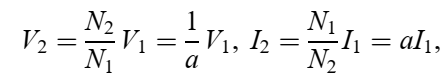 V₂ = N₂/N₁ V₁ = 1/a V₁, I₂ = N₁/N₂ I₁ = aI₁,